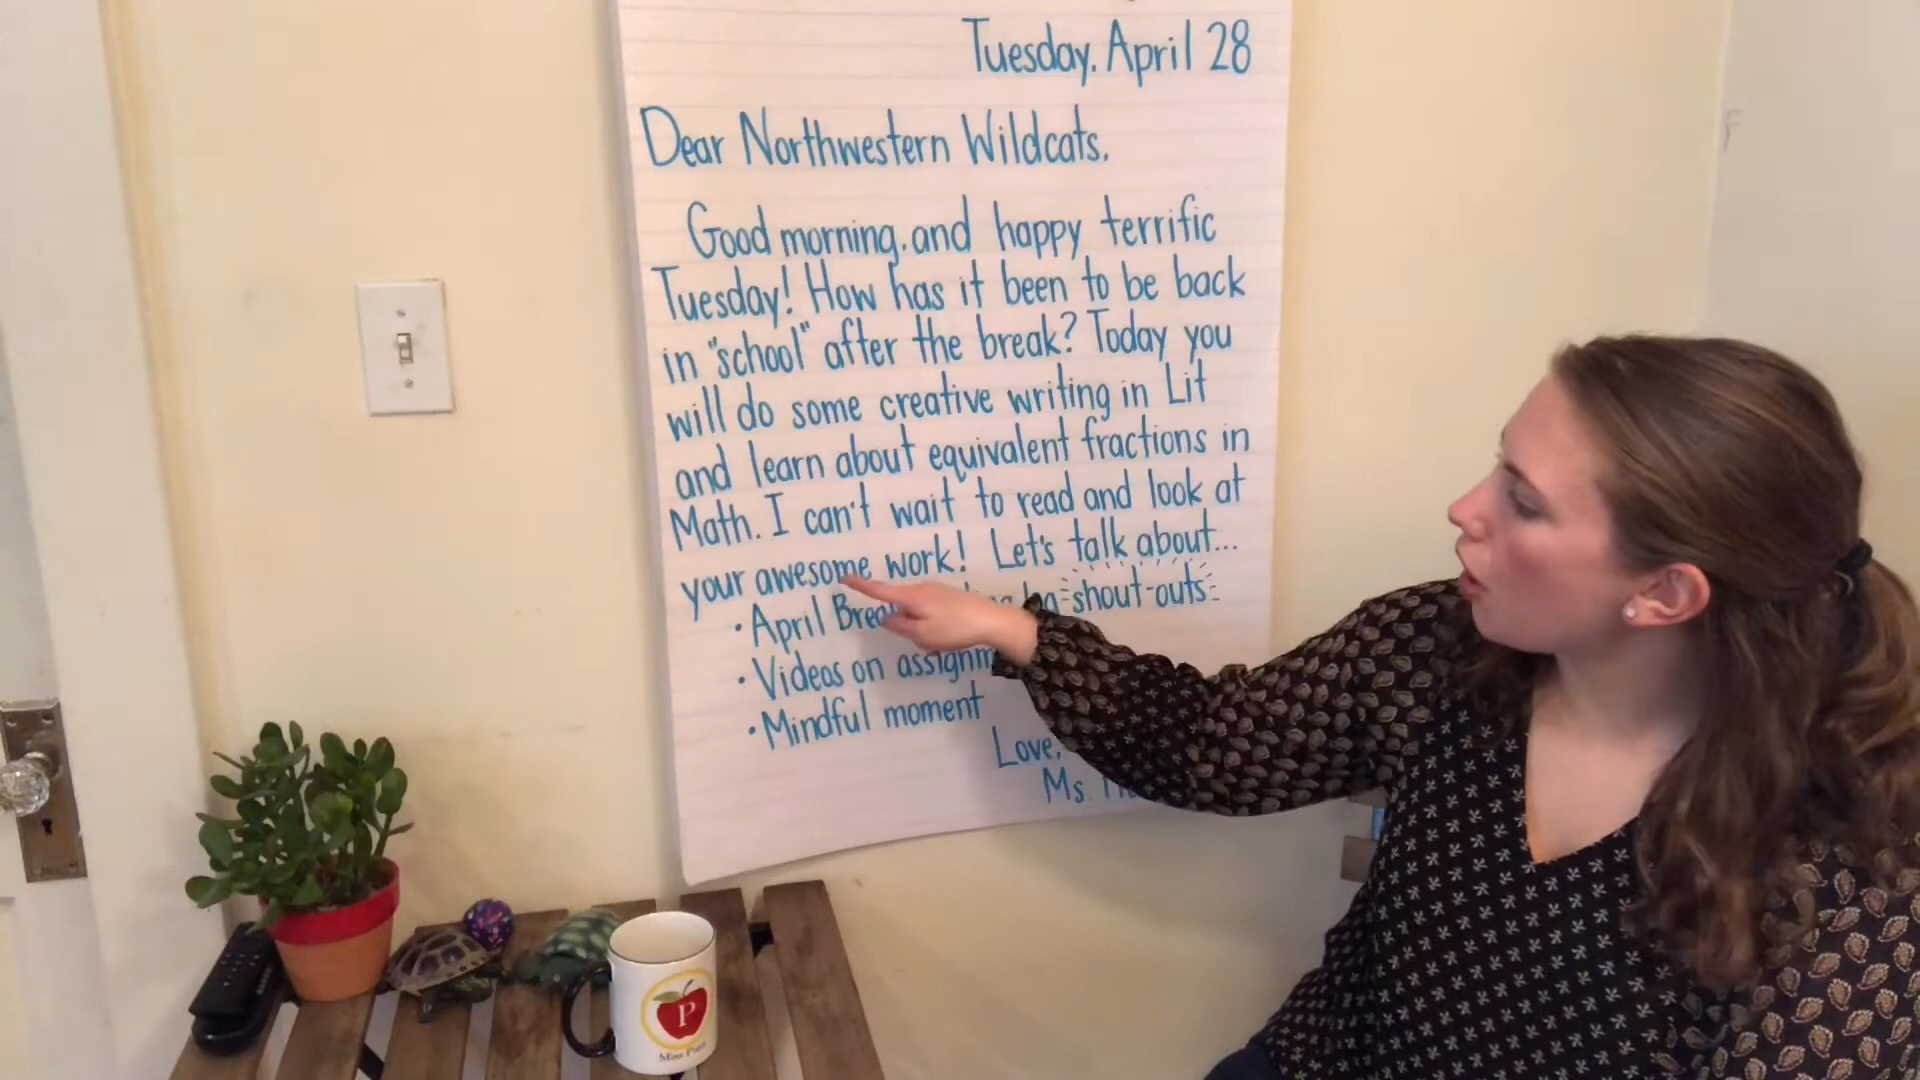 Tuesday, April 28
Dear Northwestern Wildcats,
Good morning, and happy terrific
Tuesday! How has it been to be back
in "school" after the break? Today you
will do some creative writing in Lit
and learn about equivalent fractions in
Math. I can't wait to read and look at
your awesome work! Let's talk about...
• April shout-outs
• Videos on
• Mindful moment
Love,
Ms.
P
Miss